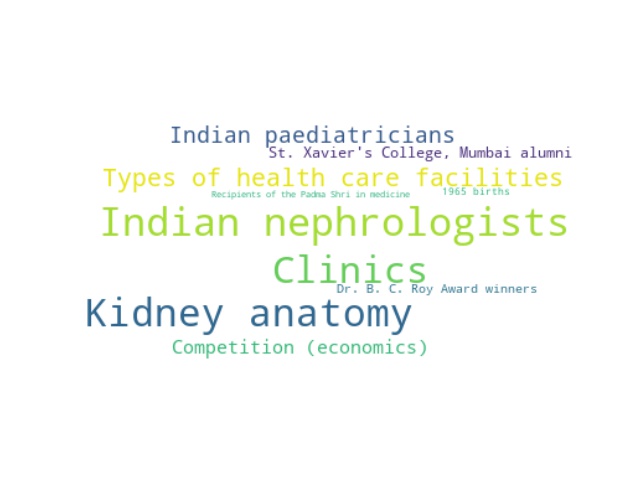 Indian paediatricians
St. Xavier's College, Mumbai alumni
Types of health care facilities
Recipients of the Padma Shri in medicine
1965 births
Indian nephrologists
Clinics
Dr. B. C. Roy Award winners
Kidney anatomy
Competition (economics)